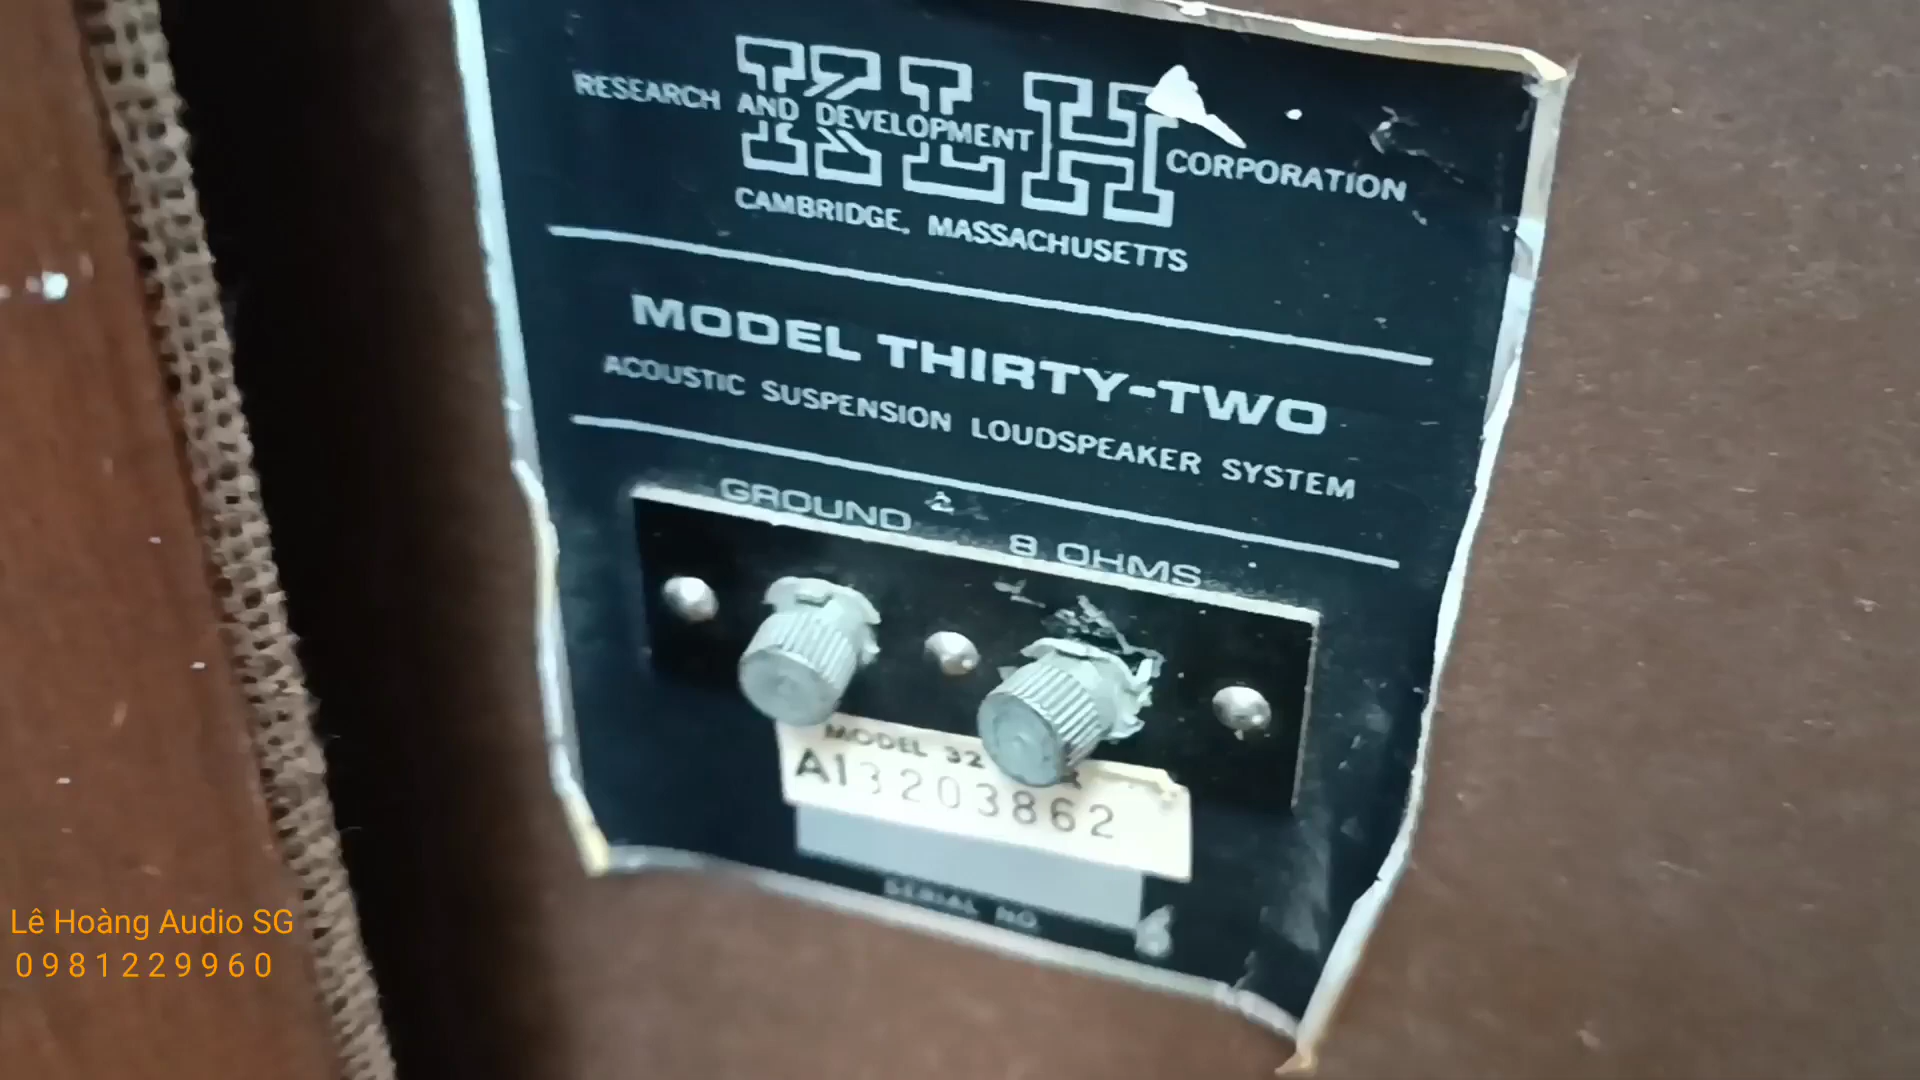 KLH
RESEARCH AND DEVELOPMENT CORPORATION
CAMBRIDGE, MASSACHUSETTS
MODEL THIRTY-TWO
ACOUSTIC SUSPENSION LOUDSPEAKER SYSTEM
GROUND 8 OHMS
MODEL 32
A13203862
SERIAL NO
Lê Hoàng Audio SG
0981229960